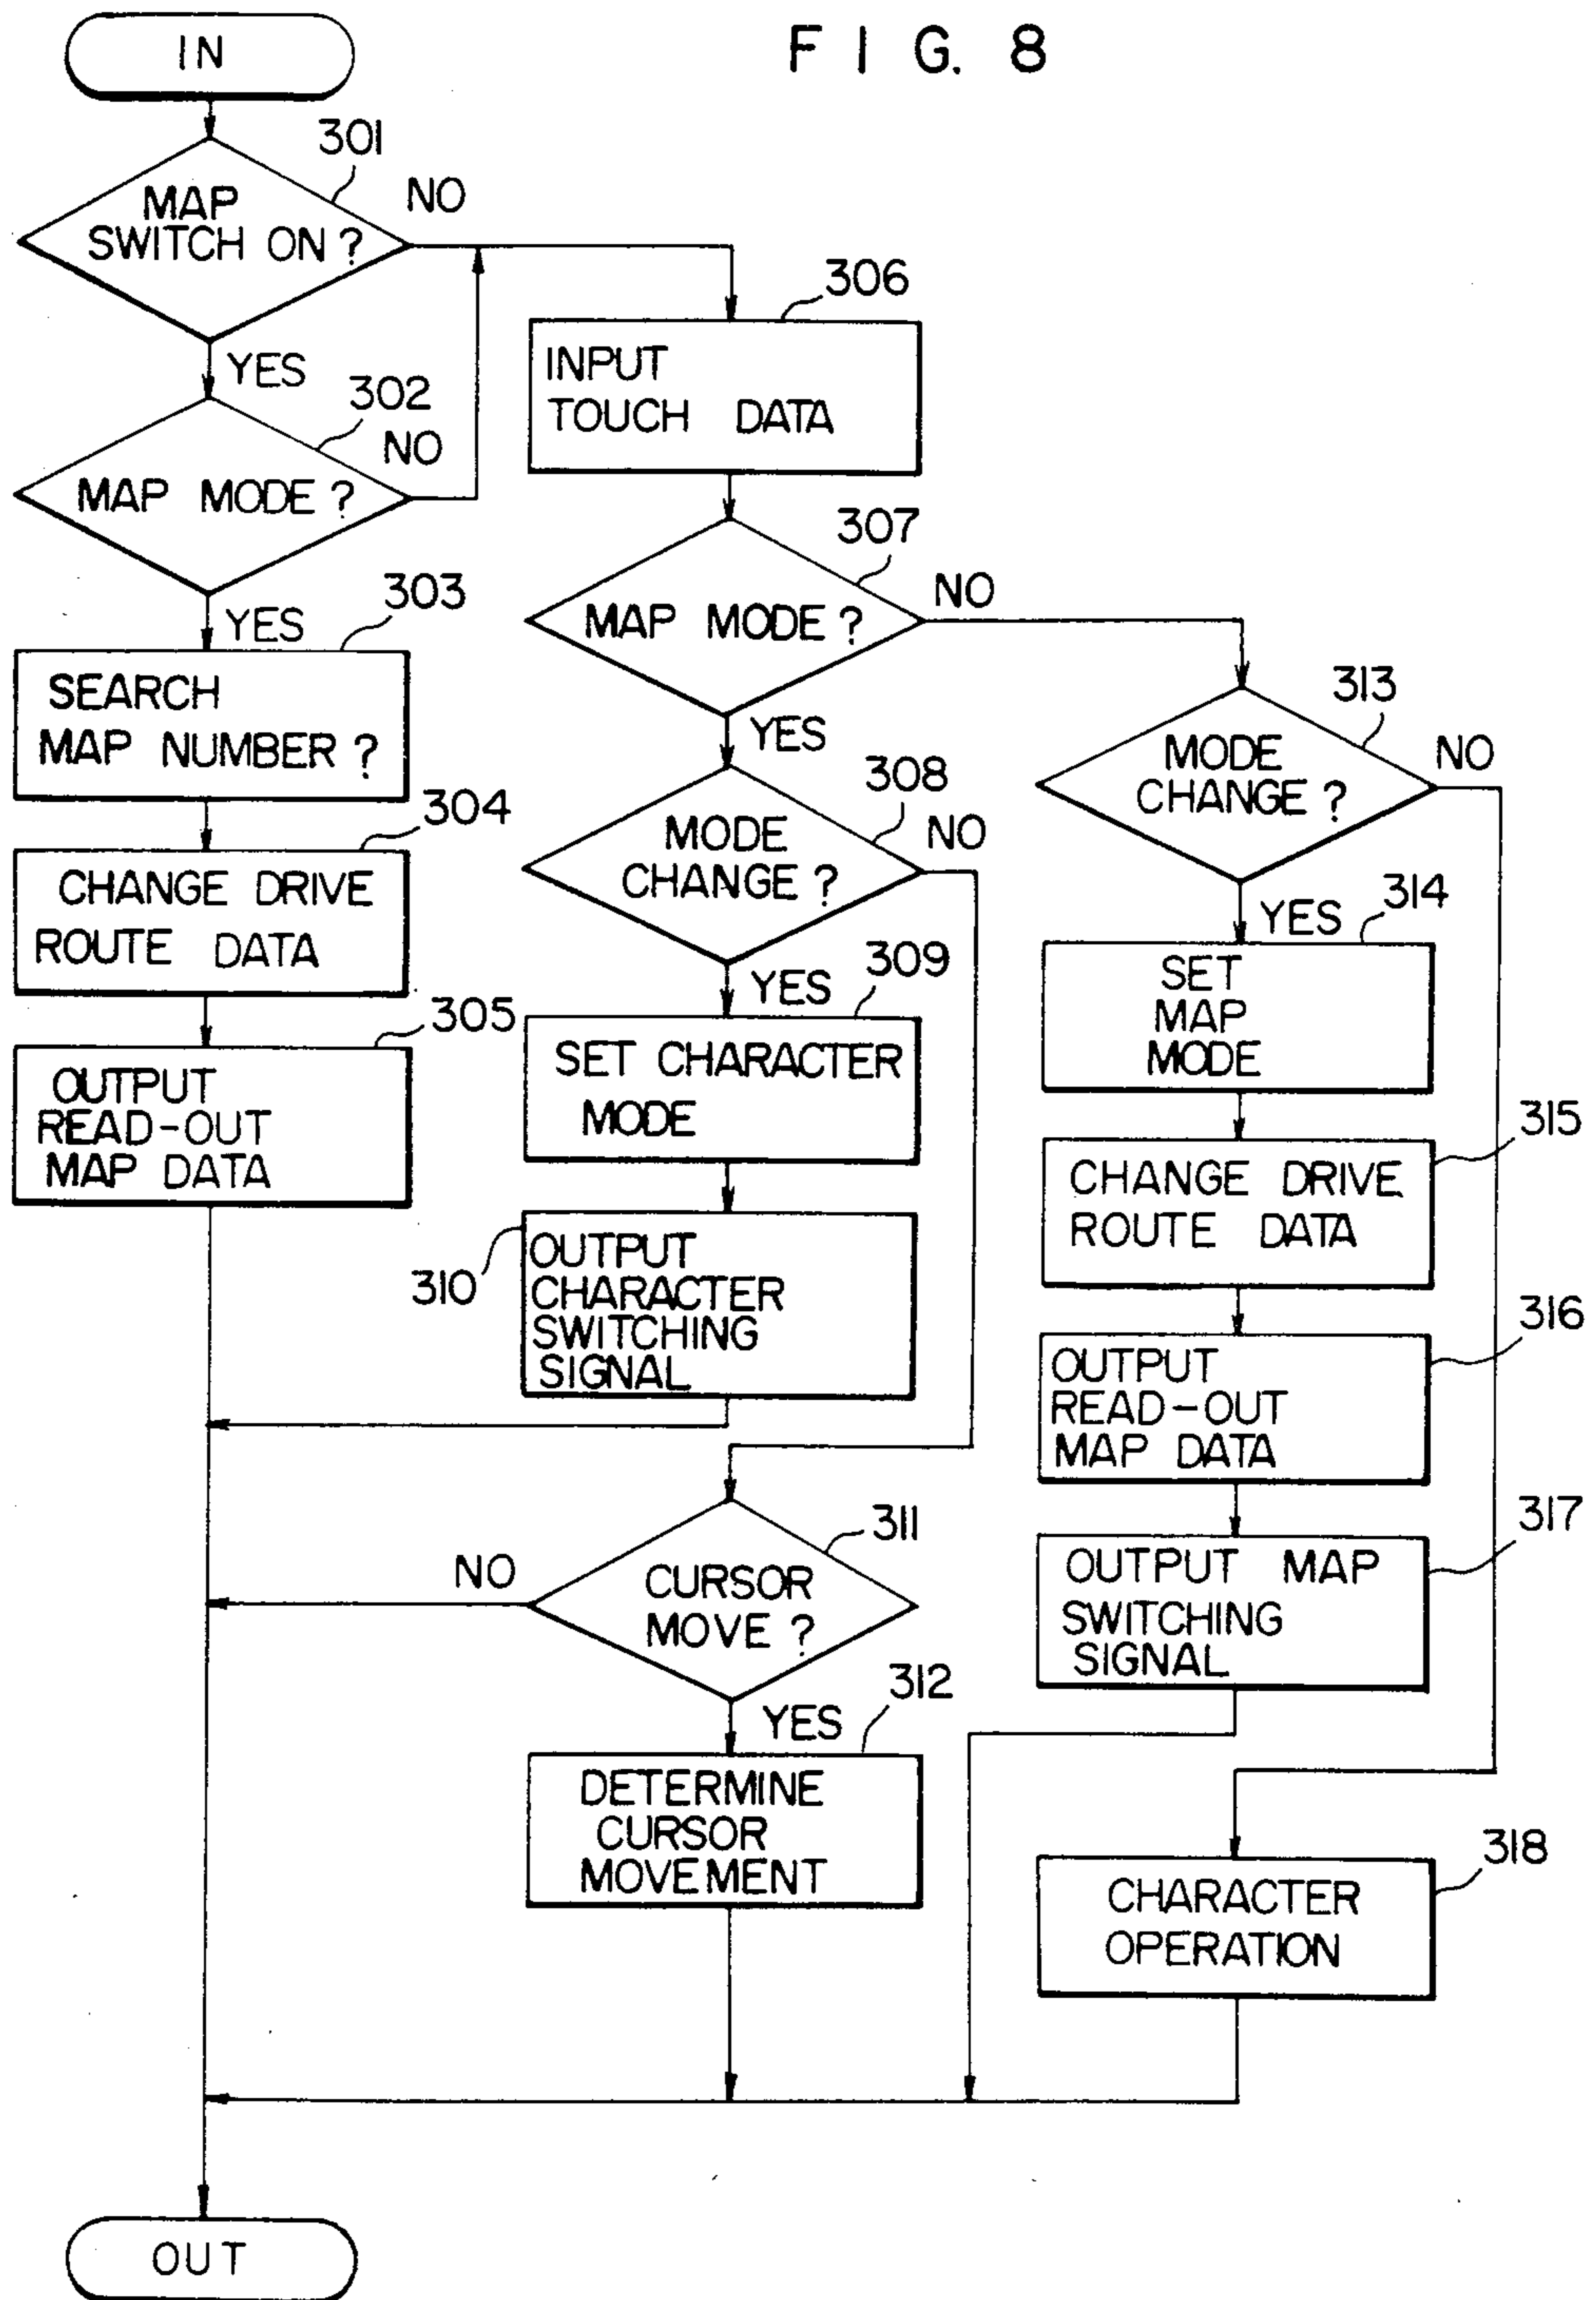 FIG. 8
IN
301
MAP
SWITCH ON ?
NO
YES
302
MAP MODE ?
NO
YES
303
SEARCH
MAP NUMBER ?
304
CHANGE DRIVE
ROUTE DATA
305
OUTPUT
READ-OUT
MAP DATA
306
INPUT
TOUCH DATA
307
MAP MODE ?
NO
YES
308
MODE
CHANGE ?
NO
YES
309
SET CHARACTER
MODE
310
OUTPUT
CHARACTER
SWITCHING
SIGNAL
311
CURSOR
MOVE ?
NO
YES
312
DETERMINE
CURSOR
MOVEMENT
313
MODE
CHANGE ?
NO
YES
314
SET
MAP
MODE
315
CHANGE DRIVE
ROUTE DATA
316
OUTPUT
READ-OUT
MAP DATA
317
OUTPUT MAP
SWITCHING
SIGNAL
318
CHARACTER
OPERATION
OUT